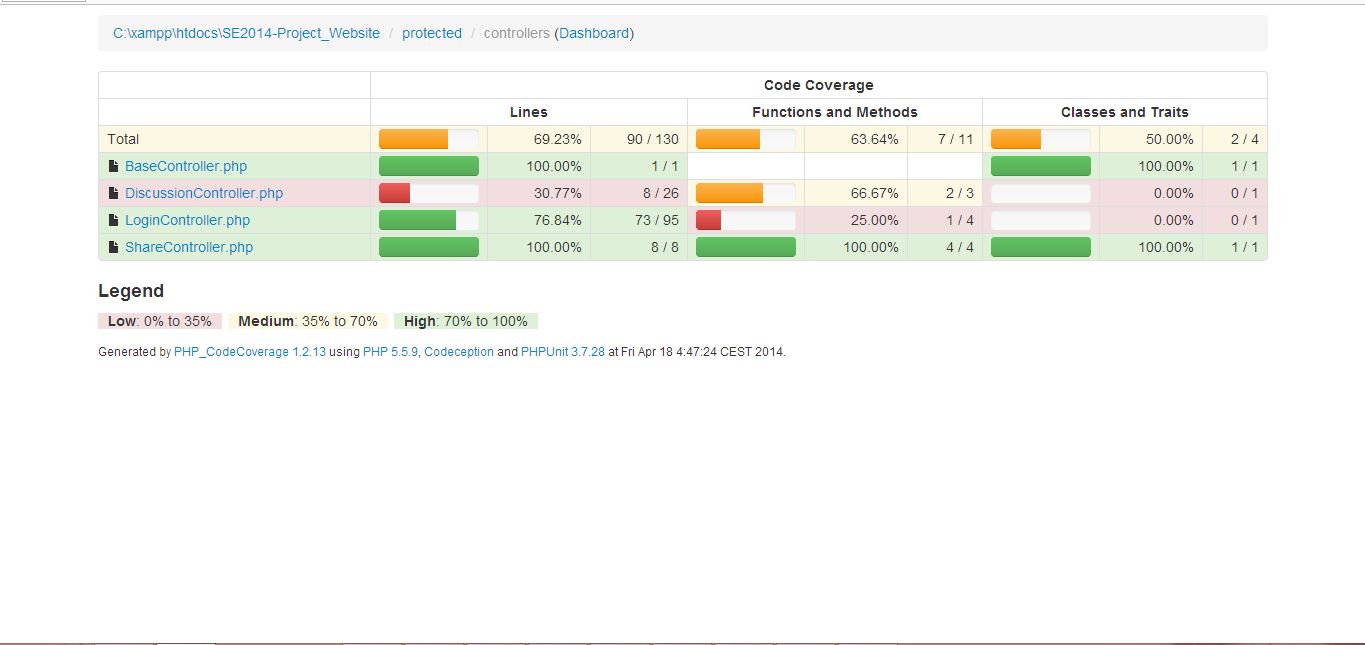 C:\xampp\htdocs\SE2014-Project_Website / protected / controllers (Dashboard)
Code Coverage
Lines Functions and Methods Classes and Traits
Total 69.23% 90 / 130 63.64% 7 / 11 50.00% 2 / 4
BaseController.php 100.00% 1 / 1 100.00% 1 / 1
DiscussionController.php 30.77% 8 / 26 66.67% 2 / 3 0.00% 0 / 1
LoginController.php 76.84% 73 / 95 25.00% 1 / 4 0.00% 0 / 1
ShareController.php 100.00% 8 / 8 100.00% 4 / 4 100.00% 1 / 1
Legend
Low: 0% to 35% Medium: 35% to 70% High: 70% to 100%
Generated by PHP_CodeCoverage 1.2.13 using PHP 5.5.9, Codeception and PHPUnit 3.7.28 at Fri Apr 18 4:47:24 CEST 2014.